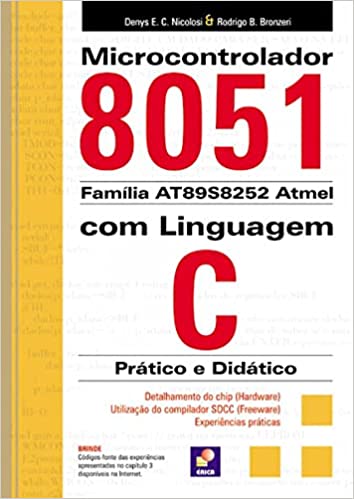 Denys E. C. Nicolosi & Rodrigo B. Bronzeri
Microcontrolador
8051
Família AT89S8252 Atmel
com Linguagem
C
Prático e Didático
Detalhamento do chip (Hardware)
Utilização do compilador SDCC (Freeware)
Experiências práticas
BRINDE
Códigos-fonte das experiências
apresentadas no capítulo 3
disponíveis na Internet.
ÉRICA